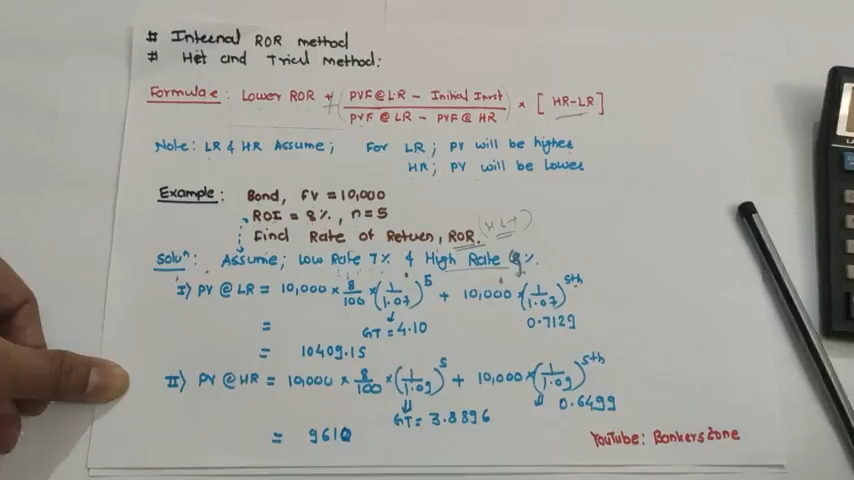 # Internal ROR method
# Het and Trial method:
Formulae: Lower ROR + (PVF@LR - Initial Invst / PVF @ LR - PVF @ HR) × [HR-LR]
Note: LR & HR Assume; For LR; PV will be higher
HR; PV will be Lower
Example: Bond, FV = 10,000
ROI = 8%, n=5
Find Rate of Return, ROR.
Soluⁿ: Assume; Low Rate 7% & High Rate 9%.
I) PV @ LR = 10,000 × 8/100 × (1/1.07)^5 + 10,000 × (1/1.07)^5th
= GT = 4.10 0.7129
= 10409.15
II) PV @ HR = 10,000 × 8/100 × (1/1.09)^5 + 10,000 × (1/1.09)^5th
GT = 3.8896 0.6499
= 9610
YouTube: Bankerszone